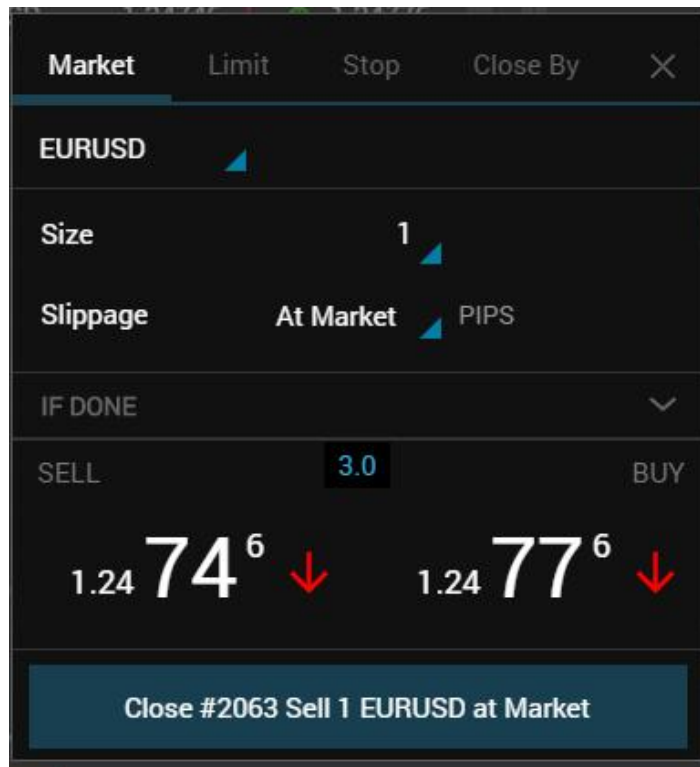 Market Limit Stop Close By
EURUSD
Size 1
Slippage At Market PIPS
IF DONE
SELL 3.0 BUY
1.24 74 6 1.24 77 6
Close #2063 Sell 1 EURUSD at Market